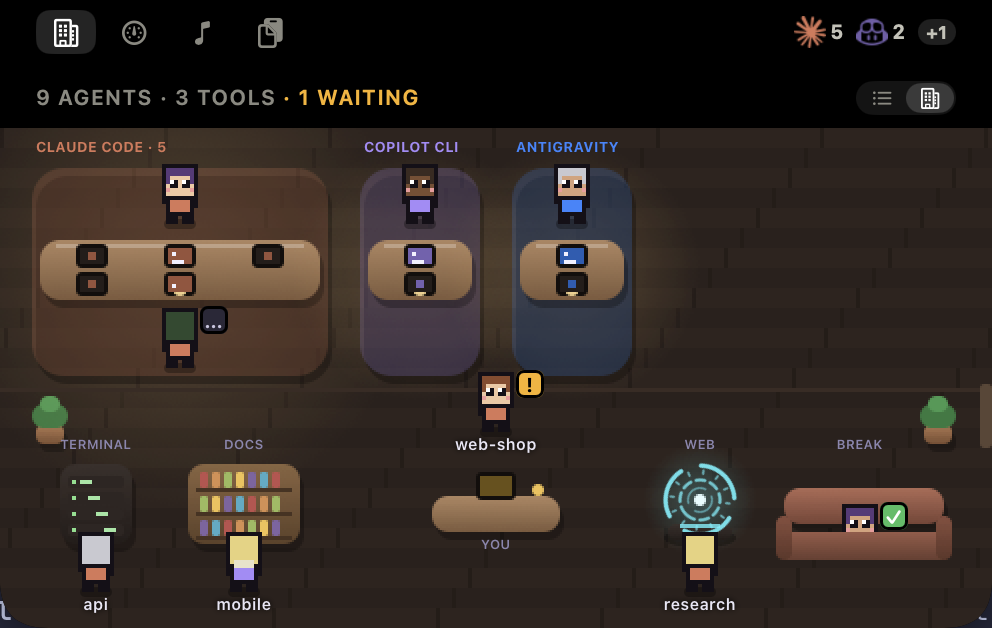 5 2 +1
9 AGENTS · 3 TOOLS · 1 WAITING
CLAUDE CODE · 5
COPILOT CLI
ANTIGRAVITY
...
!
web-shop
TERMINAL
DOCS
WEB
BREAK
YOU
api
mobile
research